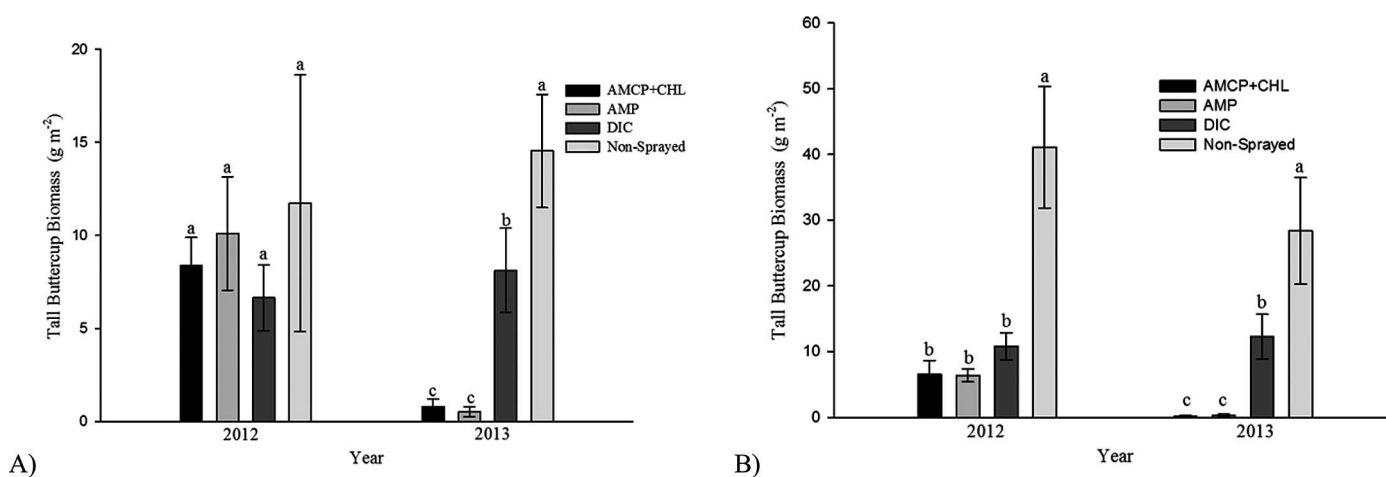 20
15
10
5
0
Tall Buttercup Biomass (g m-2)
a
a
a
a
c
c
b
a
AMCP+CHL
AMP
DIC
Non-Sprayed
2012
2013
Year
A)
60
50
40
30
20
10
0
Tall Buttercup Biomass (g m-2)
b
b
b
a
c
c
b
a
AMCP+CHL
AMP
DIC
Non-Sprayed
2012
2013
Year
B)